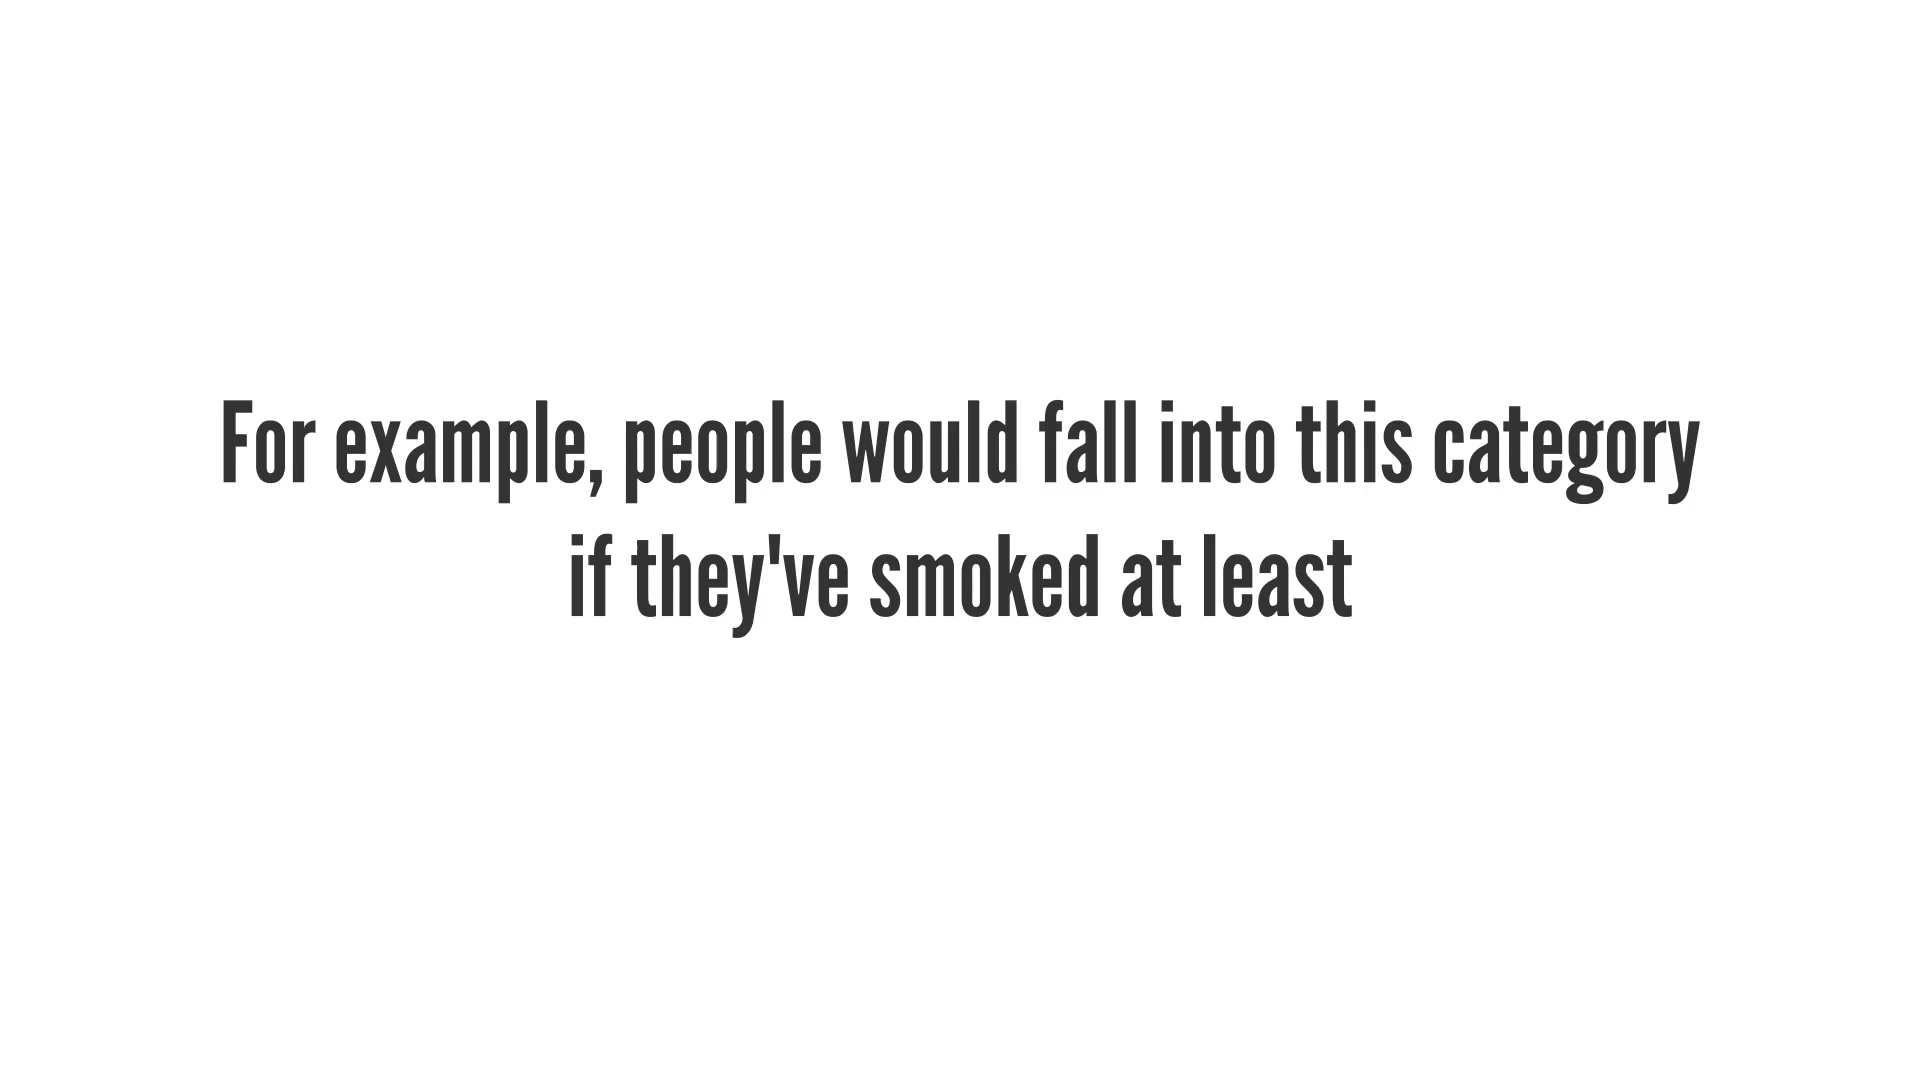 For example, people would fall into this category
if they've smoked at least